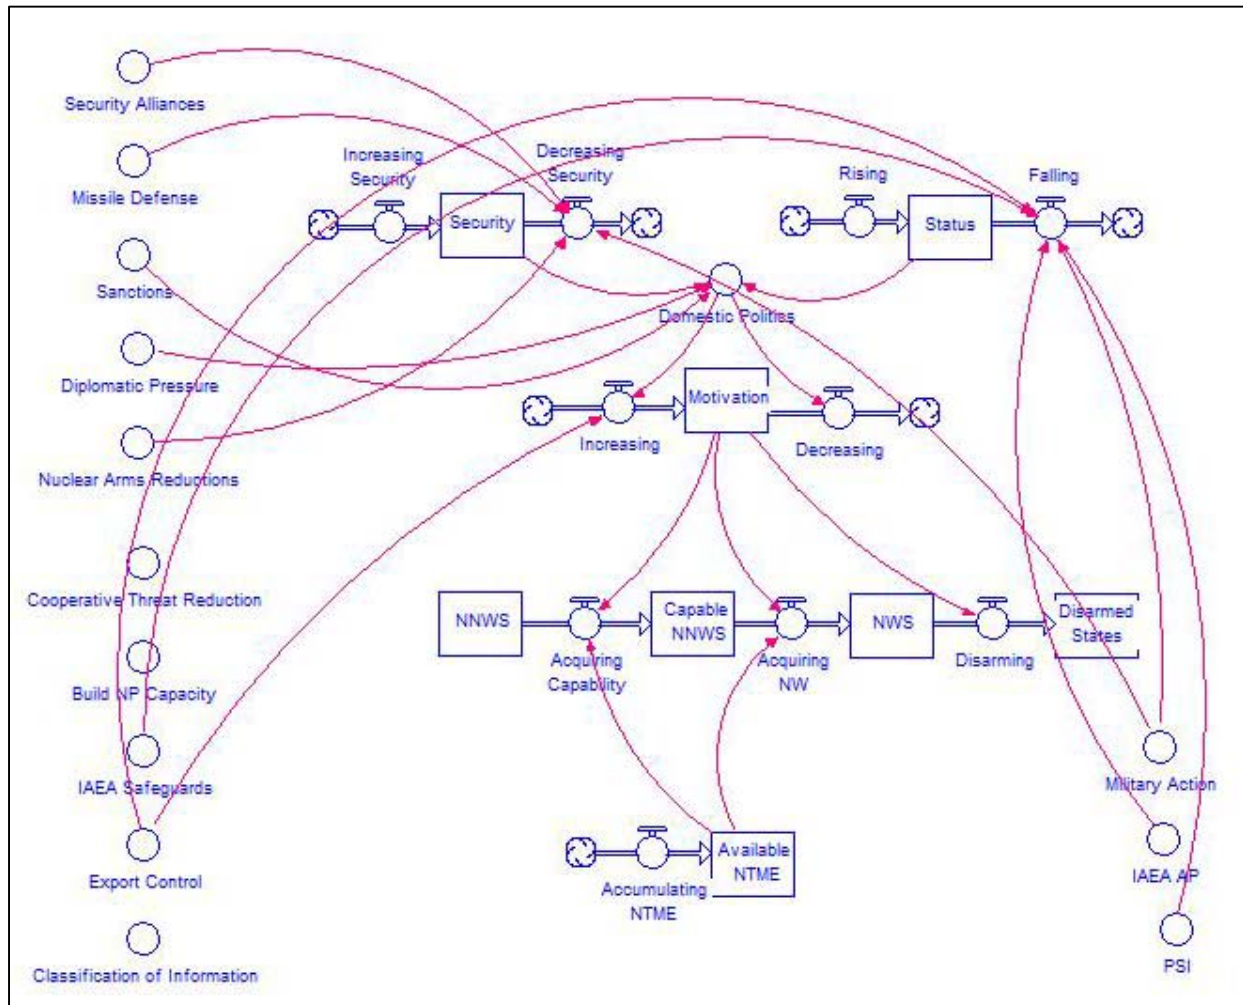 Security Alliances
Missile Defense
Increasing
Security
Decreasing
Security
Rising
Falling
Security
Status
Sanctions
Domestic Politics
Diplomatic Pressure
Motivation
Increasing
Decreasing
Nuclear Arms Reductions
Cooperative Threat Reduction
NNWS
Capable
NNWS
NWS
Disarmed
States
Acquiring
Capability
Acquiring
NW
Disarming
Build NP Capacity
IAEA Safeguards
Military Action
Export Control
Available
NTME
Accumulating
NTME
IAEA AP
Classification of Information
PSI